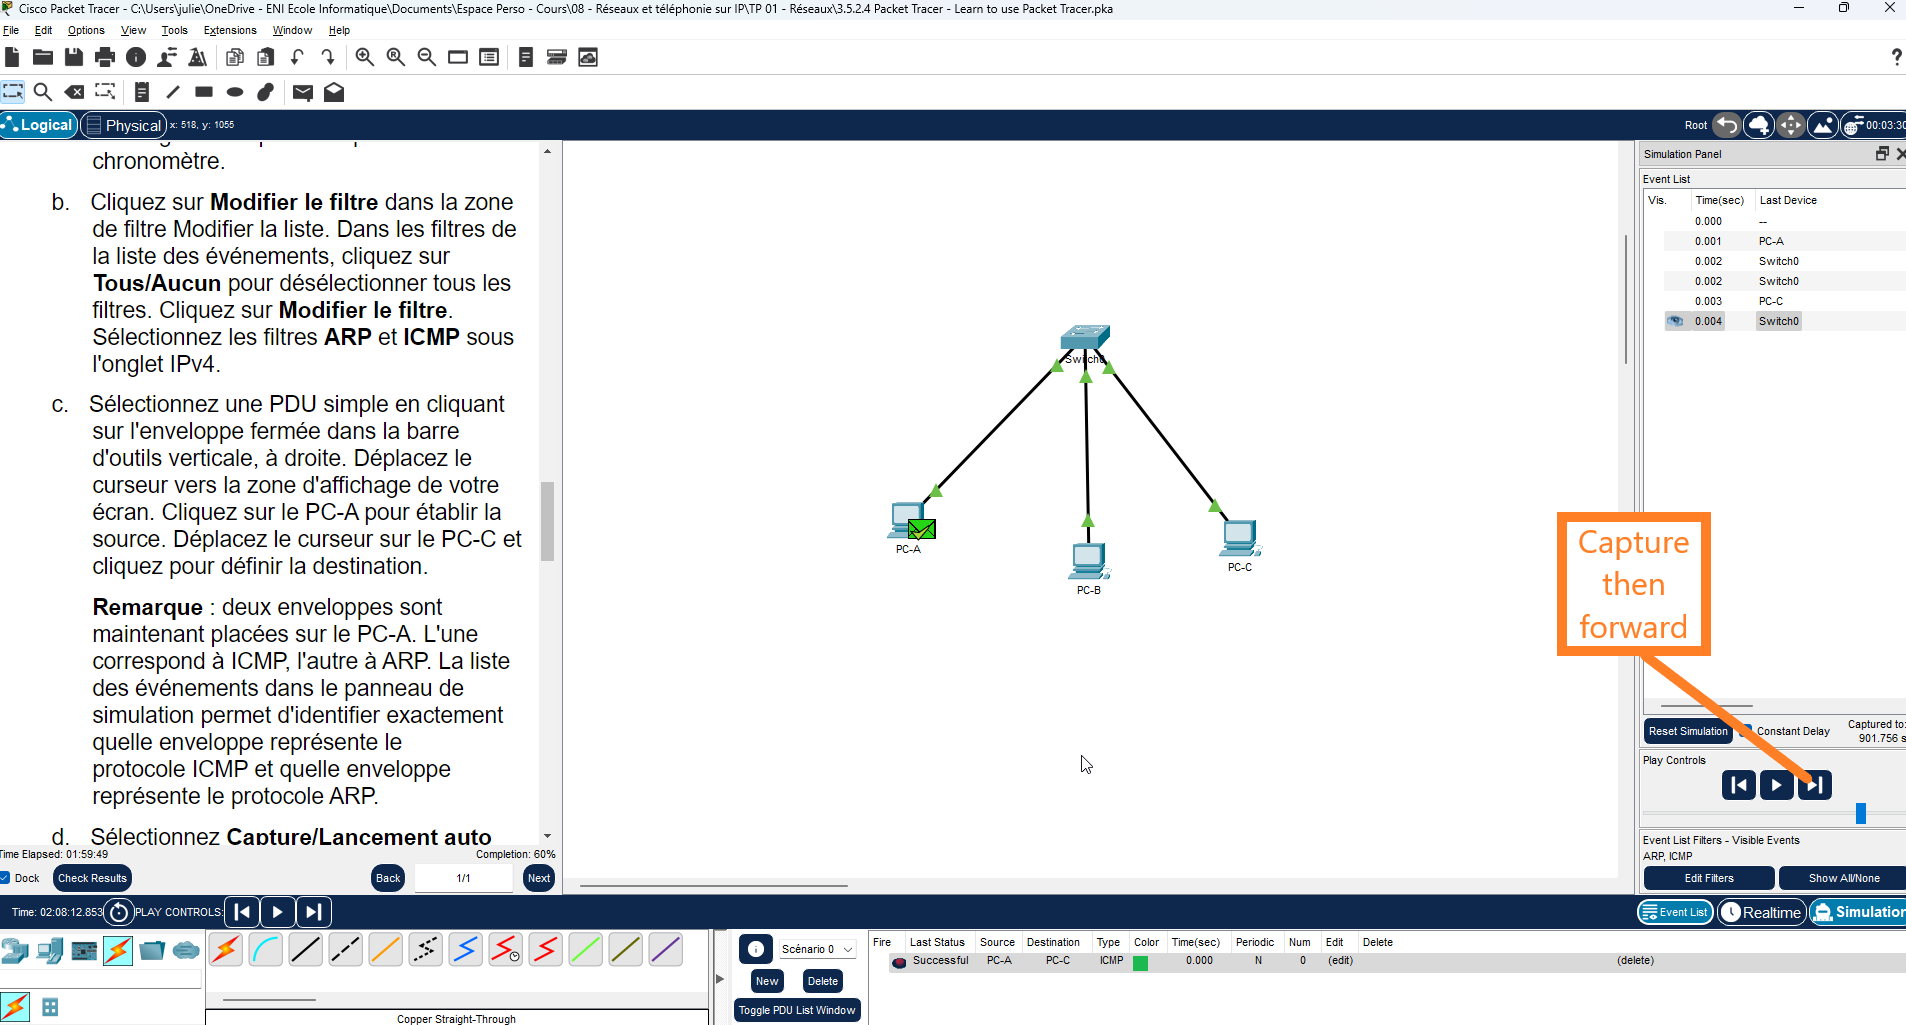 Cisco Packet Tracer - C:\Users\julie\OneDrive - ENI Ecole Informatique\Documents\Espace Perso - Cours\08 - Réseaux et téléphonie sur IP\TP 01 - Réseaux\3.5.2.4 Packet Tracer - Learn to use Packet Tracer.pka
File Edit Options View Tools Extensions Window Help
Logical Physical x: 518, y: 1055
Root 00:03:30
chronomètre.
b. Cliquez sur Modifier le filtre dans la zone
de filtre Modifier la liste. Dans les filtres de
la liste des événements, cliquez sur
Tous/Aucun pour désélectionner tous les
filtres. Cliquez sur Modifier le filtre.
Sélectionnez les filtres ARP et ICMP sous
l'onglet IPv4.
c. Sélectionnez une PDU simple en cliquant
sur l'enveloppe fermée dans la barre
d'outils verticale, à droite. Déplacez le
curseur vers la zone d'affichage de votre
écran. Cliquez sur le PC-A pour établir la
source. Déplacez le curseur sur le PC-C et
cliquez pour définir la destination.
Remarque : deux enveloppes sont
maintenant placées sur le PC-A. L'une
correspond à ICMP, l'autre à ARP. La liste
des événements dans le panneau de
simulation permet d'identifier exactement
quelle enveloppe représente le
protocole ICMP et quelle enveloppe
représente le protocole ARP.
d. Sélectionnez Capture/Lancement auto
Time Elapsed: 01:59:49 Completion: 60%
Dock Check Results Back 1/1 Next
Switch0
PC-A
PC-B
PC-C
Simulation Panel
Event List
Vis. Time(sec) Last Device
0.000 --
0.001 PC-A
0.002 Switch0
0.002 Switch0
0.003 PC-C
0.004 Switch0
Capture
then
forward
Reset Simulation Constant Delay Captured to:
901.756 s
Play Controls
Event List Filters - Visible Events
ARP, ICMP
Edit Filters Show All/None
Time: 02:08:12.853 PLAY CONTROLS:
Event List Realtime Simulation
Scénario 0
New Delete
Toggle PDU List Window
Fire Last Status Source Destination Type Color Time(sec) Periodic Num Edit Delete
Successful PC-A PC-C ICMP 0.000 N 0 (edit) (delete)
Copper Straight-Through